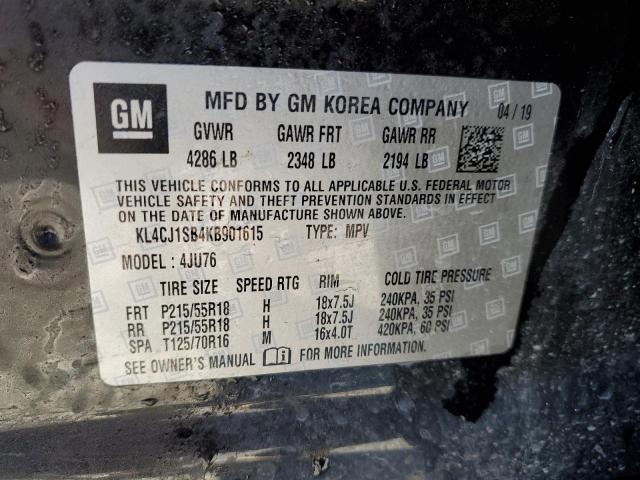 GM MFD BY GM KOREA COMPANY 04 / 19
GVWR GAWR FRT GAWR RR
4286 LB 2348 LB 2194 LB
THIS VEHICLE CONFORMS TO ALL APPLICABLE U.S. FEDERAL MOTOR
VEHICLE SAFETY AND THEFT PREVENTION STANDARDS IN EFFECT
ON THE DATE OF MANUFACTURE SHOWN ABOVE.
KL4CJ1SB4KB901615 TYPE: MPV
MODEL: 4JU76
TIRE SIZE SPEED RTG RIM COLD TIRE PRESSURE
FRT P215/55R18 H 18x7.5J 240KPA, 35 PSI
RR P215/55R18 H 18x7.5J 240KPA, 35 PSI
SPA T125/70R16 M 16x4.0T 420KPA, 60 PSI
SEE OWNER'S MANUAL FOR MORE INFORMATION.